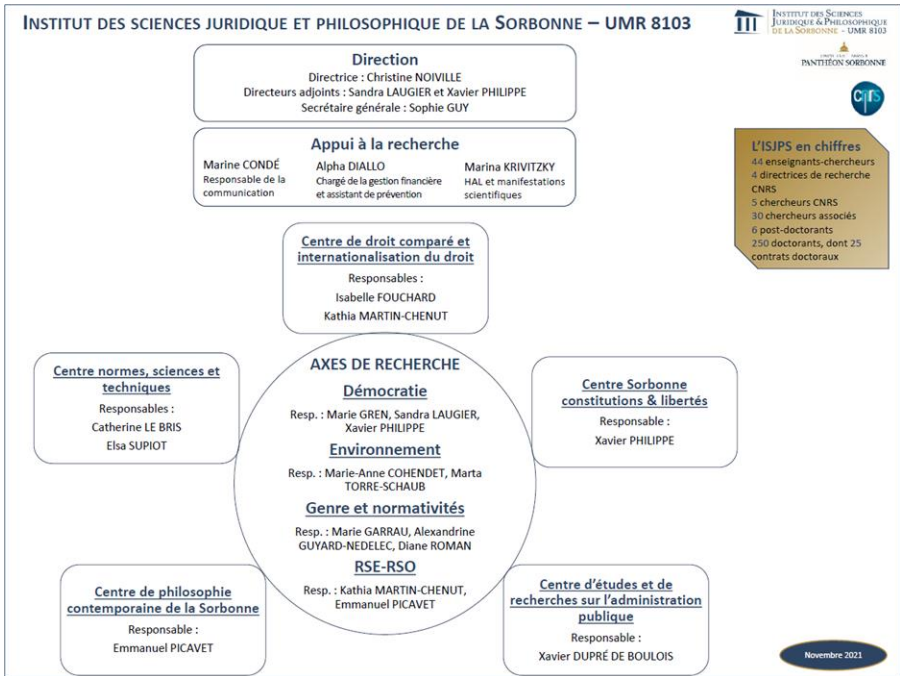 INSTITUT DES SCIENCES JURIDIQUE ET PHILOSOPHIQUE DE LA SORBONNE – UMR 8103
INSTITUT DES SCIENCES
JURIDIQUE & PHILOSOPHIQUE
DE LA SORBONNE - UMR 8103
PANTHÉON SORBONNE
cnrs
Direction
Directrice : Christine NOIVILLE
Directeurs adjoints : Sandra LAUGIER et Xavier PHILIPPE
Secrétaire générale : Sophie GUY
Appui à la recherche
Marine CONDÉ
Responsable de la
communication
Alpha DIALLO
Chargé de la gestion financière
et assistant de prévention
Marina KRIVITZKY
HAL et manifestations
scientifiques
L'ISJPS en chiffres
44 enseignants-chercheurs
4 directrices de recherche
CNRS
5 chercheurs CNRS
30 chercheurs associés
6 post-doctorants
250 doctorants, dont 25
contrats doctoraux
Centre de droit comparé et
internationalisation du droit
Responsables :
Isabelle FOUCHARD
Kathia MARTIN-CHENUT
Centre normes, sciences et
techniques
Responsables :
Catherine LE BRIS
Elsa SUPIOT
AXES DE RECHERCHE
Démocratie
Resp. : Marie GREN, Sandra LAUGIER,
Xavier PHILIPPE
Environnement
Resp. : Marie-Anne COHENDET, Marta
TORRE-SCHAUB
Genre et normativités
Resp. : Marie GARRAU, Alexandrine
GUYARD-NEDELEC, Diane ROMAN
RSE-RSO
Resp. : Kathia MARTIN-CHENUT,
Emmanuel PICAVET
Centre Sorbonne
constitutions & libertés
Responsable :
Xavier PHILIPPE
Centre de philosophie
contemporaine de la Sorbonne
Responsable :
Emmanuel PICAVET
Centre d'études et de
recherches sur l'administration
publique
Responsable :
Xavier DUPRÉ DE BOULOIS
Novembre 2021